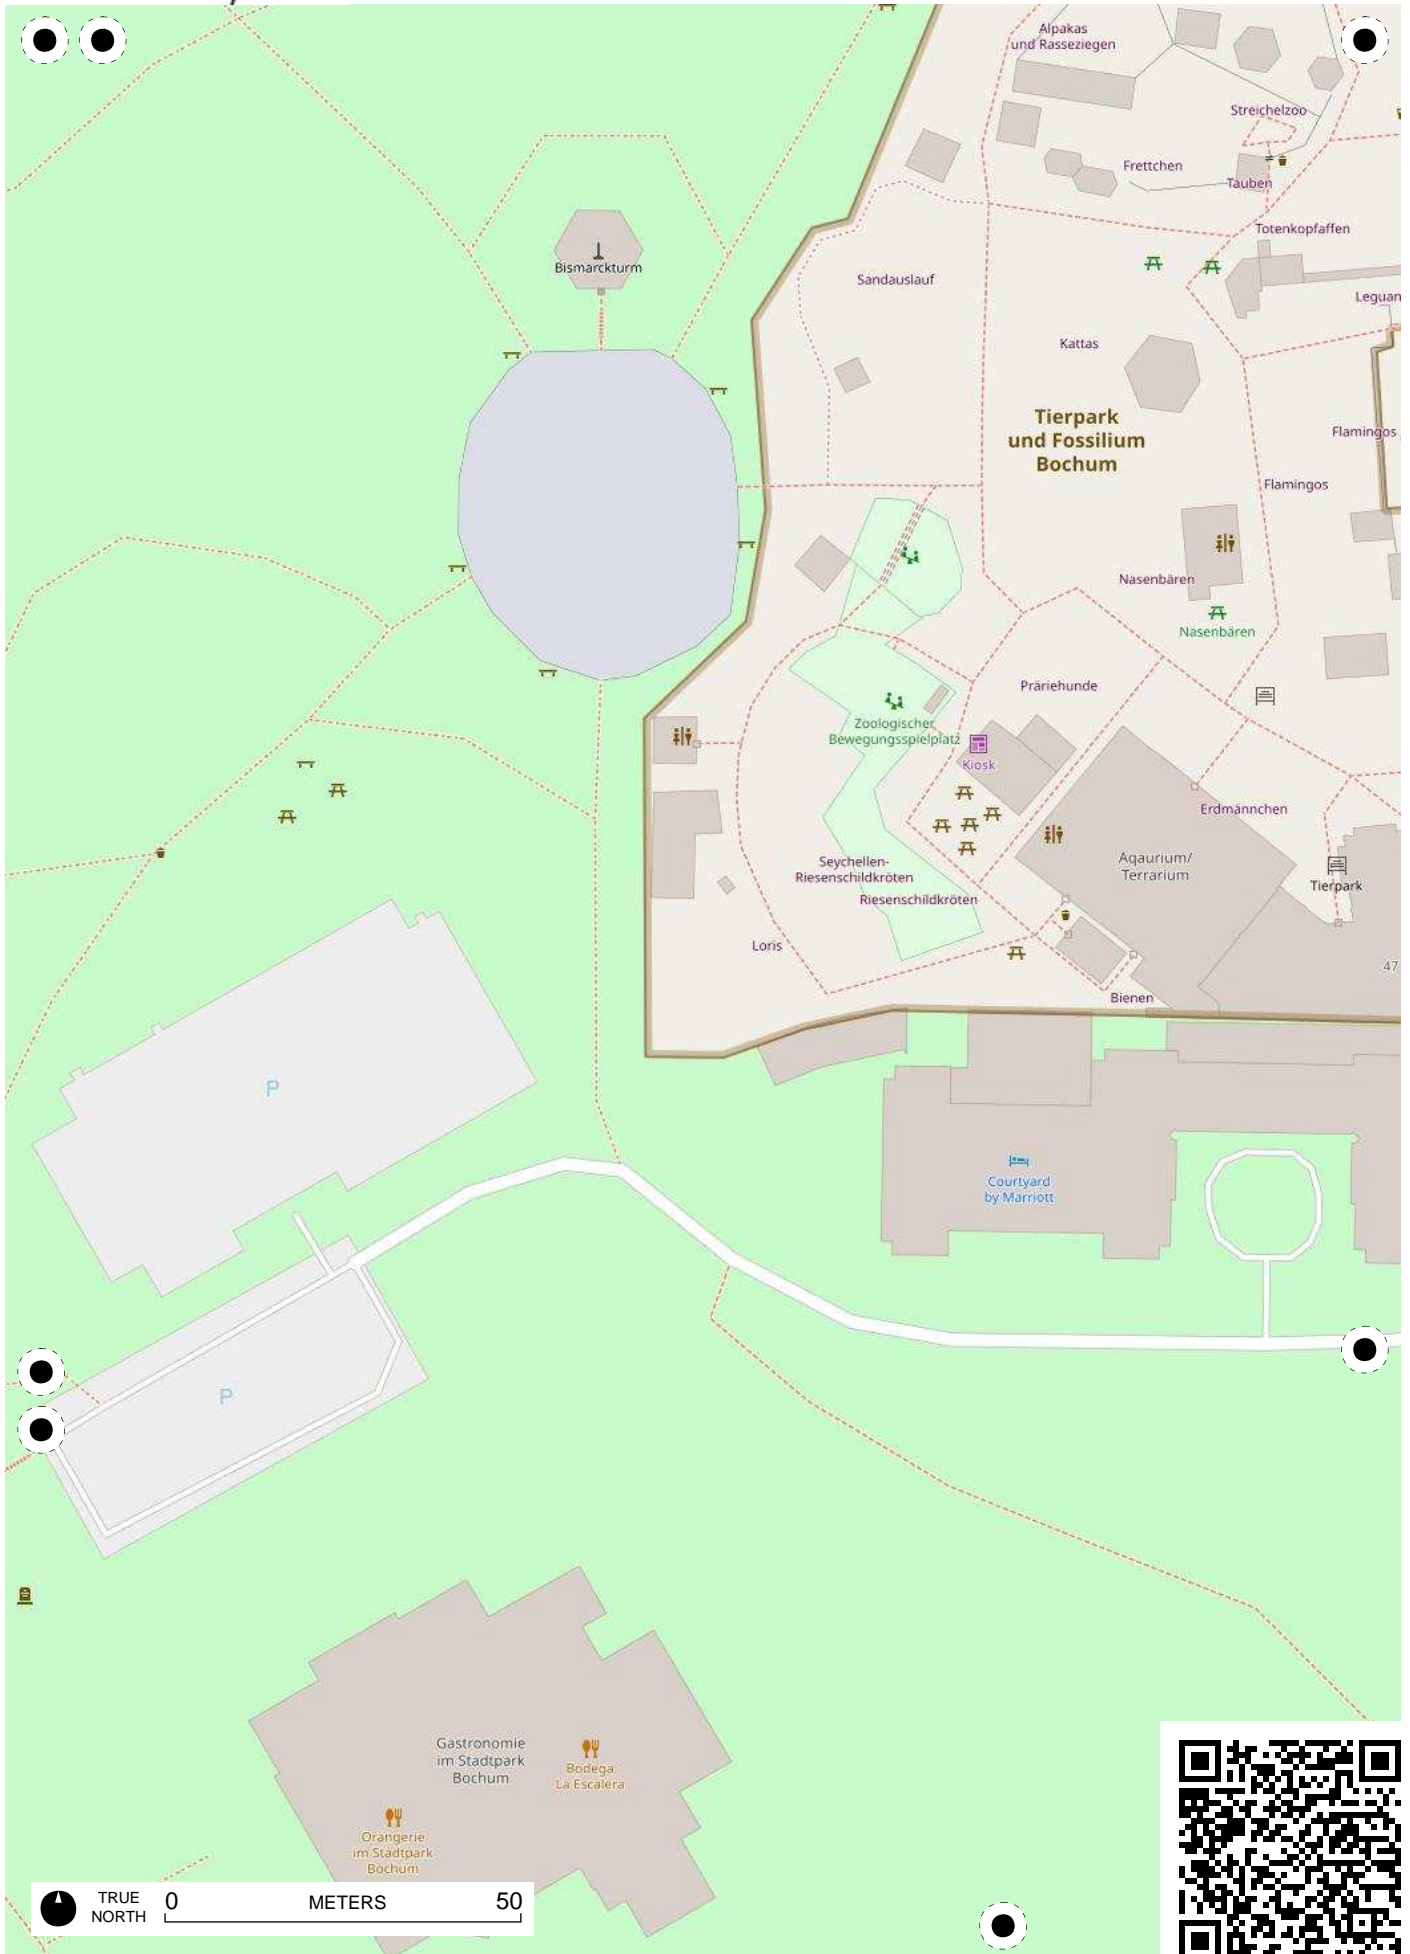 Alpakas
und Rasseziegen
Streichelzoo
Frettchen
Tauben
Totenkopfaffen
Bismarckturm
Sandauslauf
Leguan
Kattas
Tierpark
und Fossilium
Bochum
Flamingos
Flamingos
Nasenbären
Nasenbären
Präriehunde
Zoologischer
Bewegungsspielplatz
Kiosk
Erdmännchen
Aqaurium/
Terrarium
Seychellen-
Riesenschildkröten
Tierpark
Riesenschildkröten
Loris
47
Bienen
P
Courtyard
by Marriott
P
Gastronomie
im Stadtpark
Bochum
Bodega
La Escalera
Orangerie
im Stadtpark
Bochum
TRUE
NORTH
0 METERS 50